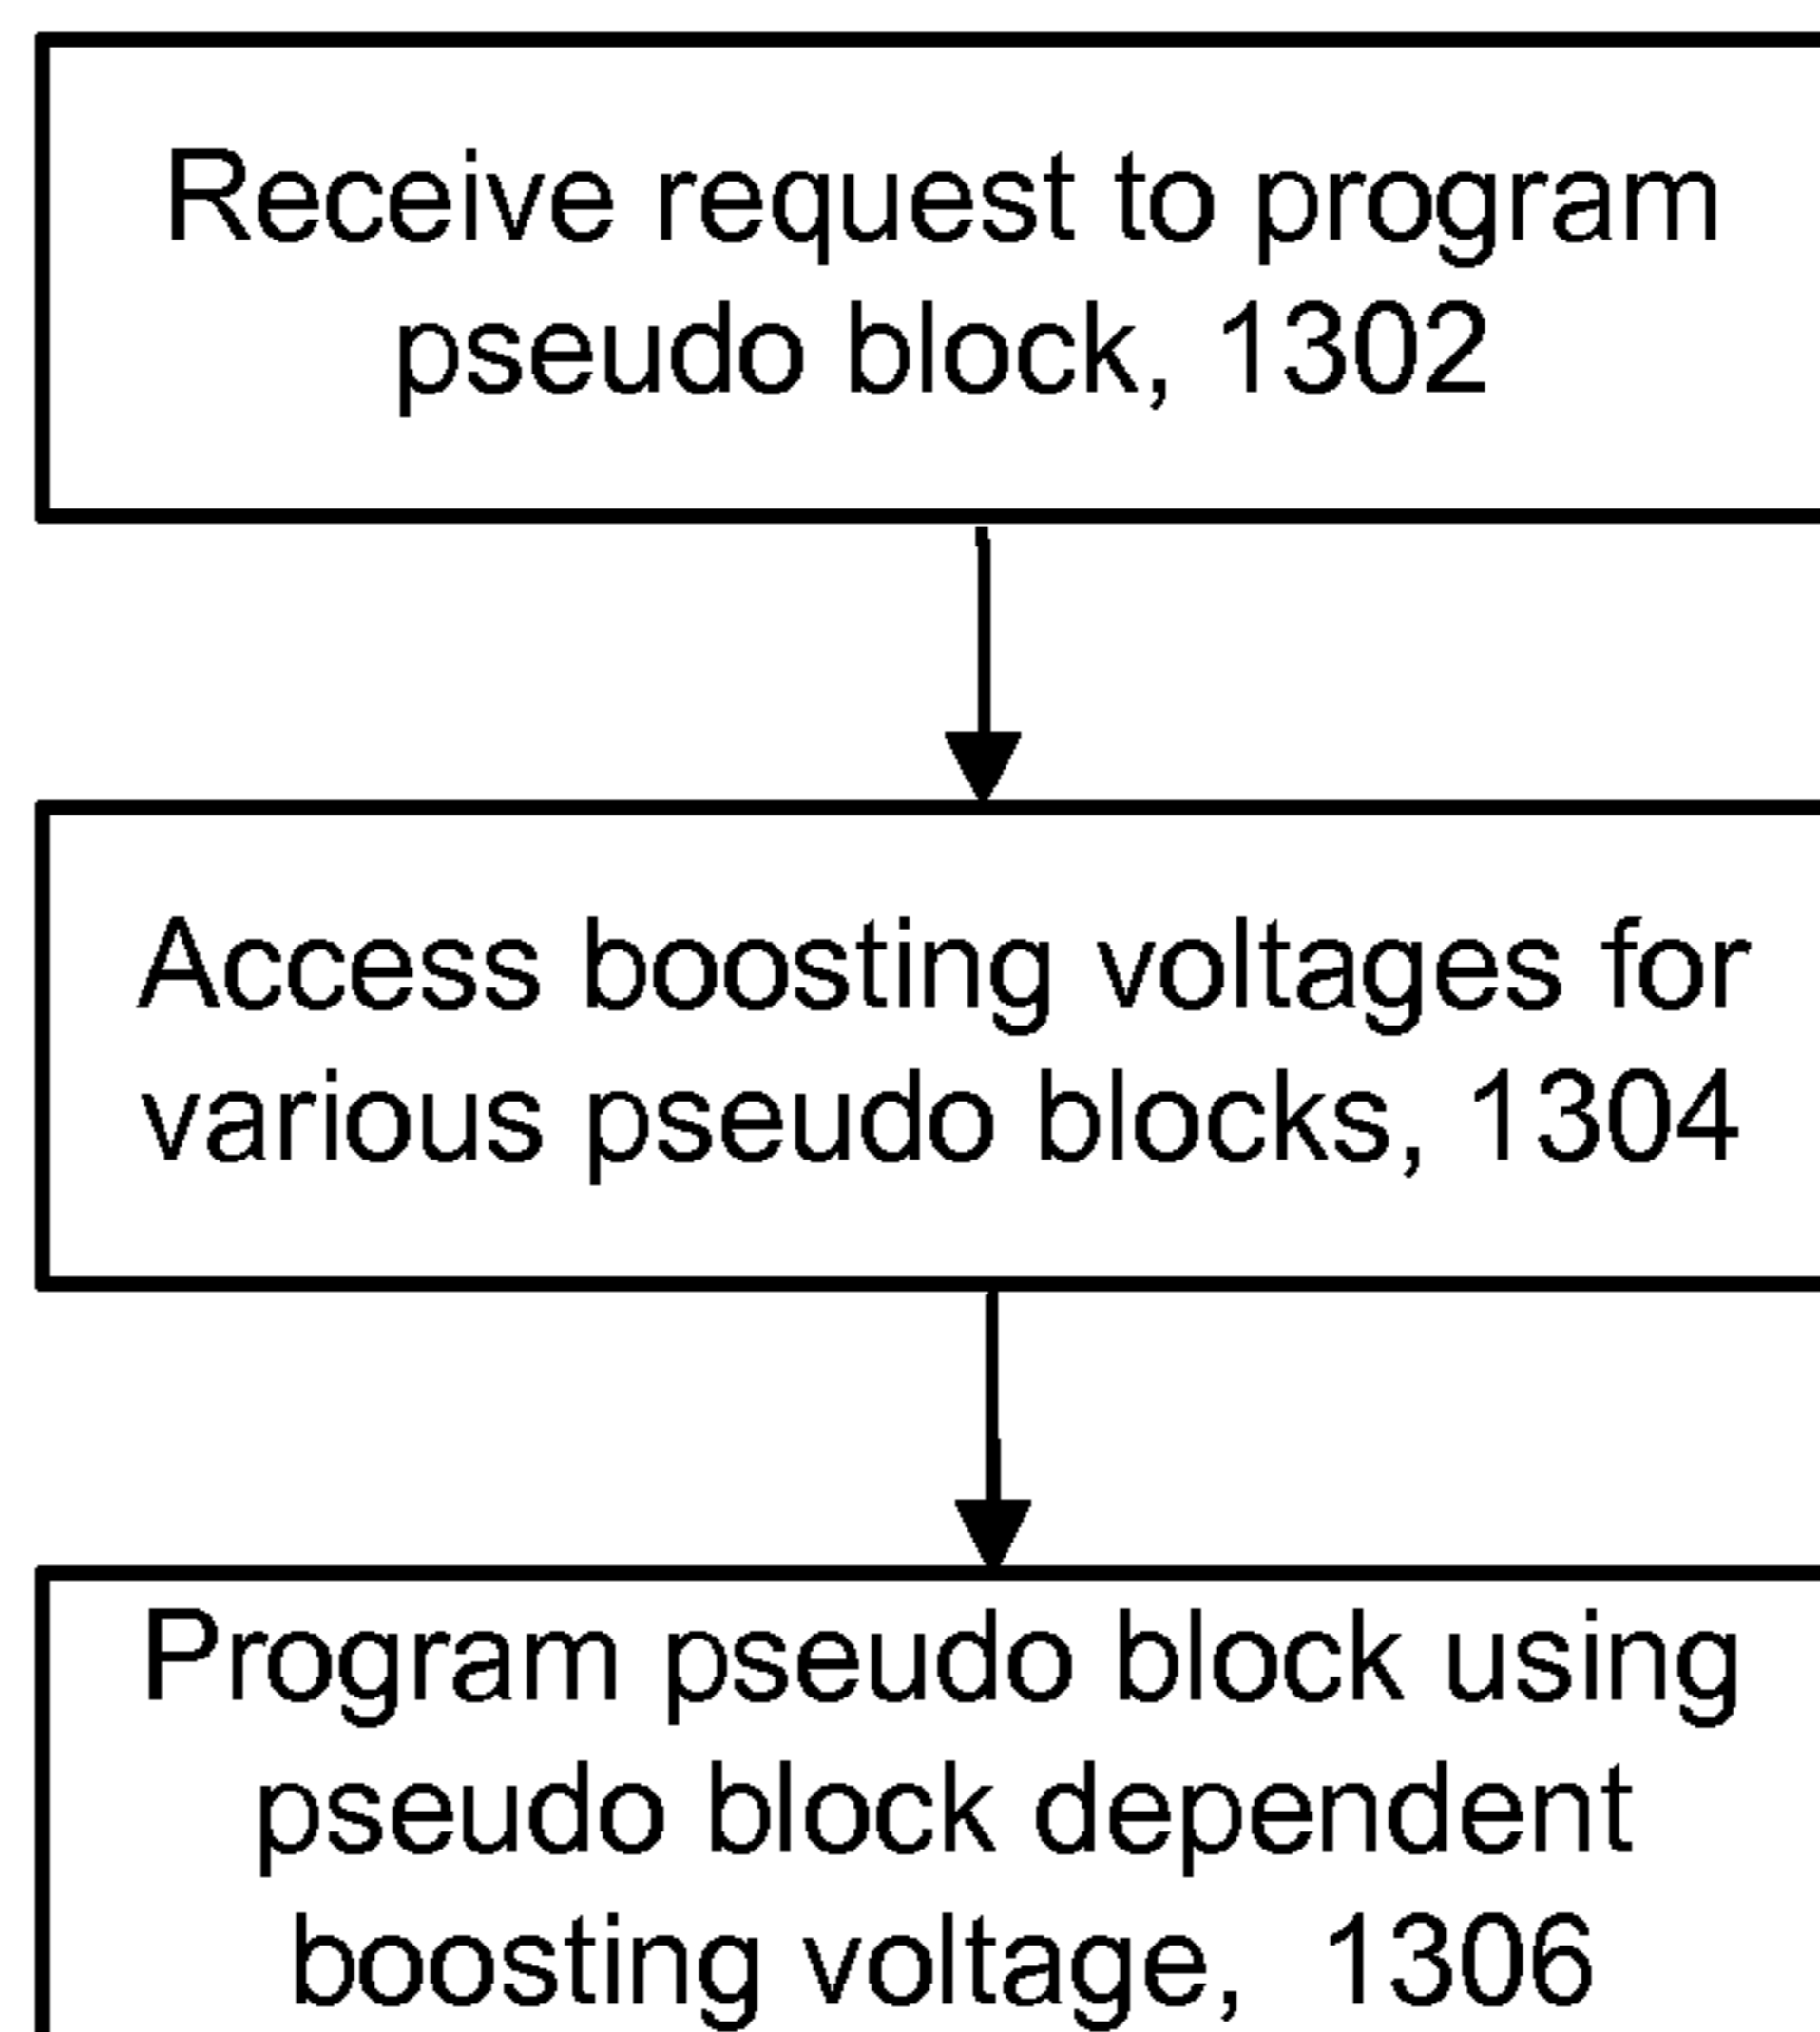 Receive request to program
pseudo block, 1302
Access boosting voltages for
various pseudo blocks, 1304
Program pseudo block using
pseudo block dependent
boosting voltage, 1306